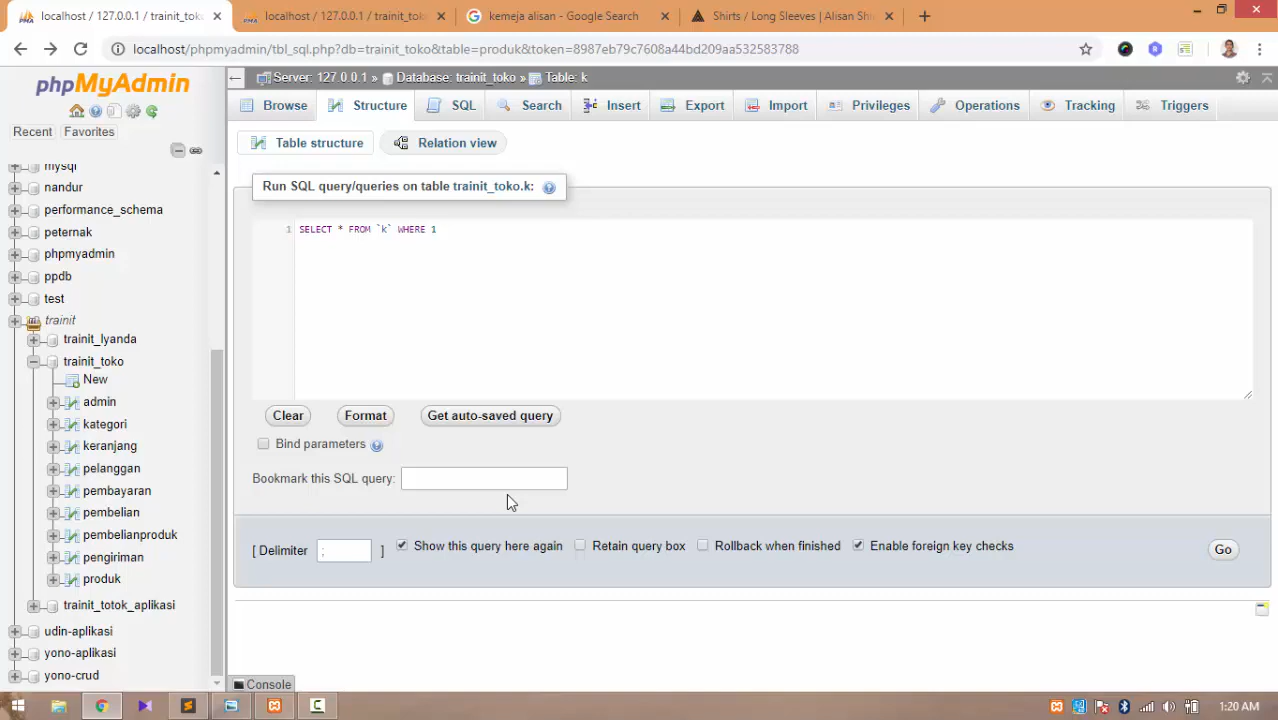 localhost / 127.0.0.1 / trainit_tok
localhost / 127.0.0.1 / trainit_tok
kemeja alisan - Google Search
Shirts / Long Sleeves | Alisan Shi
localhost/phpmyadmin/tbl_sql.php?db=trainit_toko&table=produk&token=8987eb79c7608a44bd209aa532583788
phpMyAdmin
Recent
Favorites
mysql
nandur
performance_schema
peternak
phpmyadmin
ppdb
test
trainit
trainit_lyanda
trainit_toko
New
admin
kategori
keranjang
pelanggan
pembayaran
pembelian
pembelianproduk
pengiriman
produk
trainit_totok_aplikasi
udin-aplikasi
yono-aplikasi
yono-crud
Server: 127.0.0.1 » Database: trainit_toko » Table: k
Browse
Structure
SQL
Search
Insert
Export
Import
Privileges
Operations
Tracking
Triggers
Table structure
Relation view
Run SQL query/queries on table trainit_toko.k:
1 SELECT * FROM `k` WHERE 1
Clear
Format
Get auto-saved query
Bind parameters
Bookmark this SQL query:
[ Delimiter ; ]
Show this query here again
Retain query box
Rollback when finished
Enable foreign key checks
Go
Console
1:20 AM